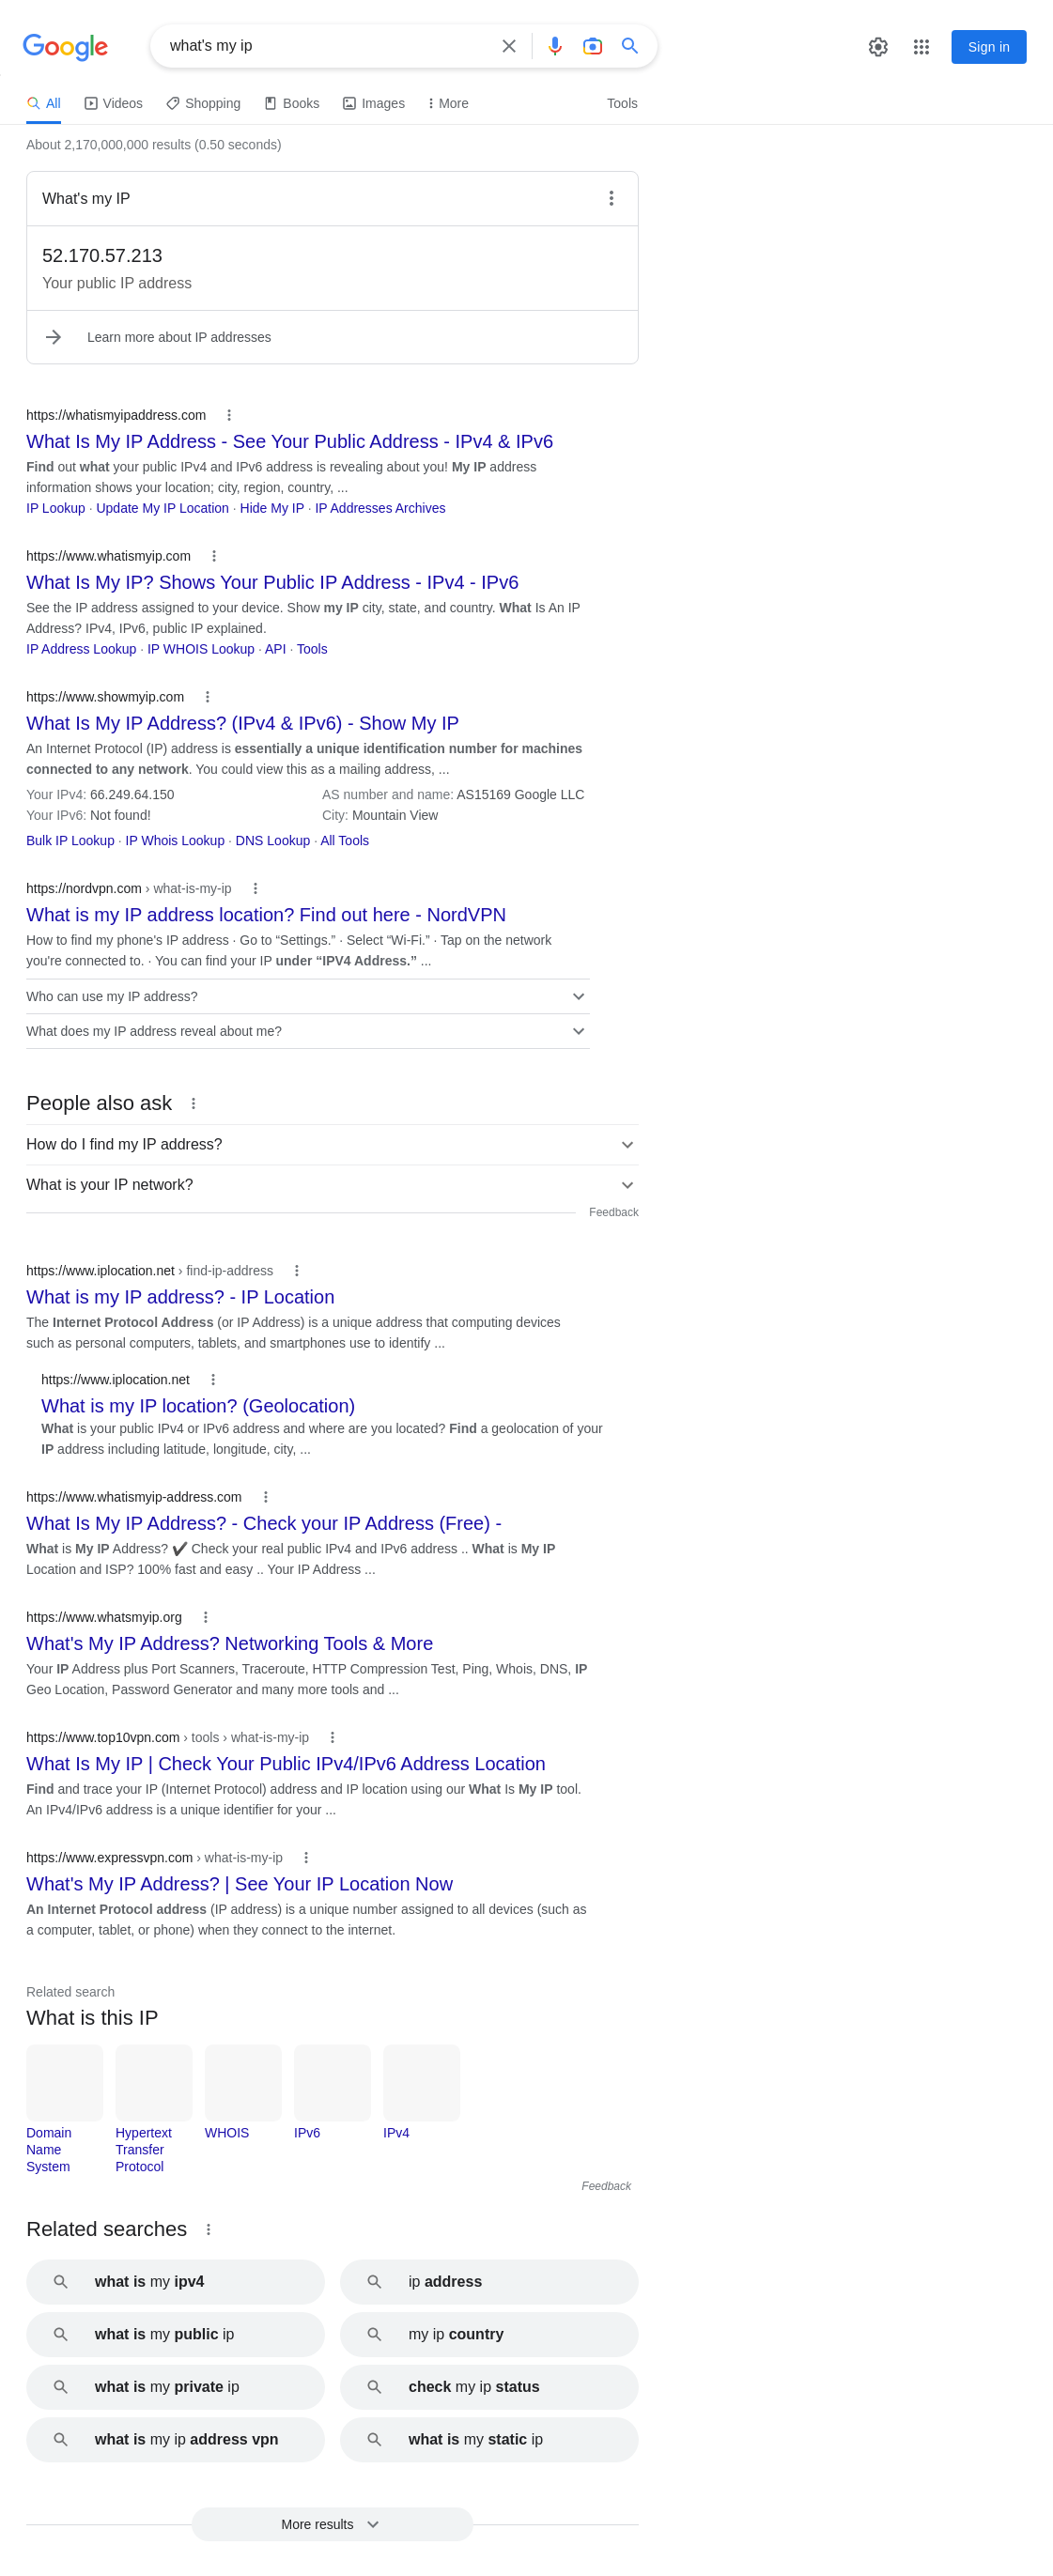 Google
what's my ip
Sign in
All
Videos
Shopping
Books
Images
More
Tools
About 2,170,000,000 results (0.50 seconds)
What's my IP
52.170.57.213
Your public IP address
Learn more about IP addresses
https://whatismyipaddress.com
What Is My IP Address - See Your Public Address - IPv4 & IPv6
Find out what your public IPv4 and IPv6 address is revealing about you! My IP address
information shows your location; city, region, country, ...
IP Lookup · Update My IP Location · Hide My IP · IP Addresses Archives
https://www.whatismyip.com
What Is My IP? Shows Your Public IP Address - IPv4 - IPv6
See the IP address assigned to your device. Show my IP city, state, and country. What Is An IP
Address? IPv4, IPv6, public IP explained.
IP Address Lookup · IP WHOIS Lookup · API · Tools
https://www.showmyip.com
What Is My IP Address? (IPv4 & IPv6) - Show My IP
An Internet Protocol (IP) address is essentially a unique identification number for machines
connected to any network. You could view this as a mailing address, ...
Your IPv4: 66.249.64.150
AS number and name: AS15169 Google LLC
Your IPv6: Not found!
City: Mountain View
Bulk IP Lookup · IP Whois Lookup · DNS Lookup · All Tools
https://nordvpn.com › what-is-my-ip
What is my IP address location? Find out here - NordVPN
How to find my phone's IP address · Go to “Settings.” · Select “Wi-Fi.” · Tap on the network
you're connected to. · You can find your IP under “IPV4 Address.” ...
Who can use my IP address?
What does my IP address reveal about me?
People also ask
How do I find my IP address?
What is your IP network?
Feedback
https://www.iplocation.net › find-ip-address
What is my IP address? - IP Location
The Internet Protocol Address (or IP Address) is a unique address that computing devices
such as personal computers, tablets, and smartphones use to identify ...
https://www.iplocation.net
What is my IP location? (Geolocation)
What is your public IPv4 or IPv6 address and where are you located? Find a geolocation of your
IP address including latitude, longitude, city, ...
https://www.whatismyip-address.com
What Is My IP Address? - Check your IP Address (Free) -
What is My IP Address? ✔ Check your real public IPv4 and IPv6 address .. What is My IP
Location and ISP? 100% fast and easy .. Your IP Address ...
https://www.whatsmyip.org
What's My IP Address? Networking Tools & More
Your IP Address plus Port Scanners, Traceroute, HTTP Compression Test, Ping, Whois, DNS, IP
Geo Location, Password Generator and many more tools and ...
https://www.top10vpn.com › tools › what-is-my-ip
What Is My IP | Check Your Public IPv4/IPv6 Address Location
Find and trace your IP (Internet Protocol) address and IP location using our What Is My IP tool.
An IPv4/IPv6 address is a unique identifier for your ...
https://www.expressvpn.com › what-is-my-ip
What's My IP Address? | See Your IP Location Now
An Internet Protocol address (IP address) is a unique number assigned to all devices (such as
a computer, tablet, or phone) when they connect to the internet.
Related search
What is this IP
Domain
Name
System
Hypertext
Transfer
Protocol
WHOIS
IPv6
IPv4
Feedback
Related searches
what is my ipv4
ip address
what is my public ip
my ip country
what is my private ip
check my ip status
what is my ip address vpn
what is my static ip
More results